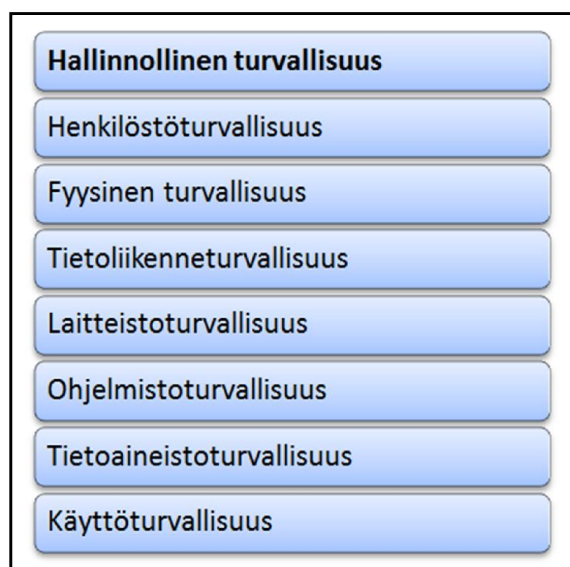 Hallinnollinen turvallisuus
Henkilöstöturvallisuus
Fyysinen turvallisuus
Tietoliikenneturvallisuus
Laitteistoturvallisuus
Ohjelmistoturvallisuus
Tietoaineistoturvallisuus
Käyttöturvallisuus